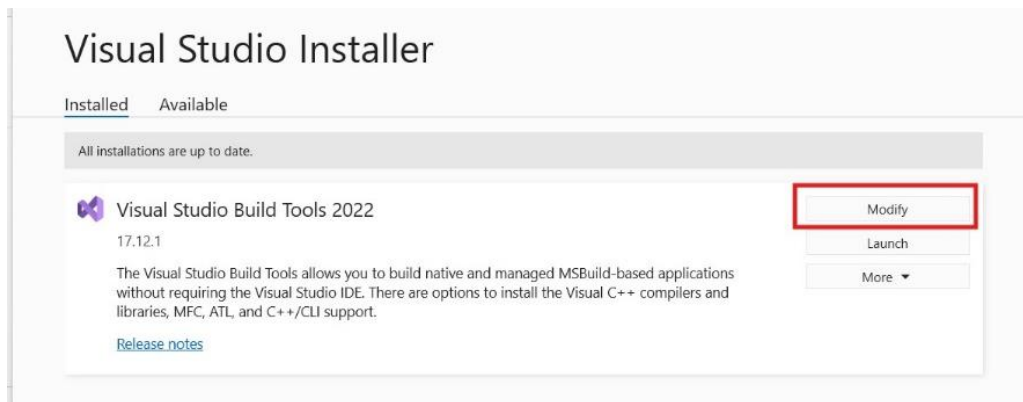 Visual Studio Installer
Installed Available
All installations are up to date.
Visual Studio Build Tools 2022
Modify
17.12.1
Launch
The Visual Studio Build Tools allows you to build native and managed MSBuild-based applications
without requiring the Visual Studio IDE. There are options to install the Visual C++ compilers and
libraries, MFC, ATL, and C++/CLI support.
More
Release notes